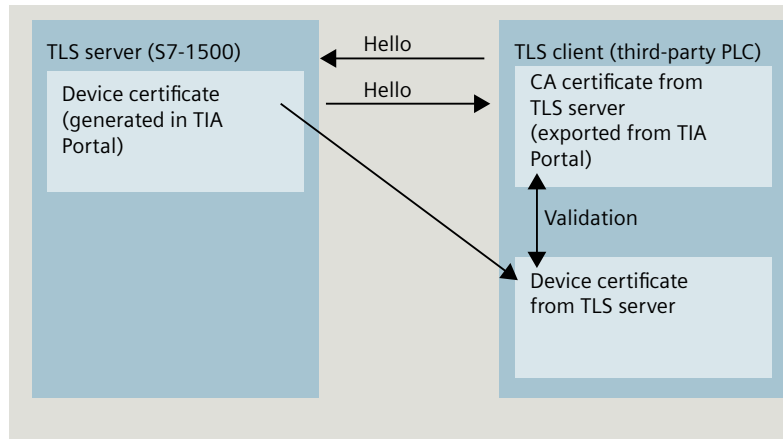 TLS server (S7-1500)
Device certificate
(generated in TIA
Portal)
Hello
Hello
TLS client (third-party PLC)
CA certificate from
TLS server
(exported from TIA
Portal)
Validation
Device certificate
from TLS server